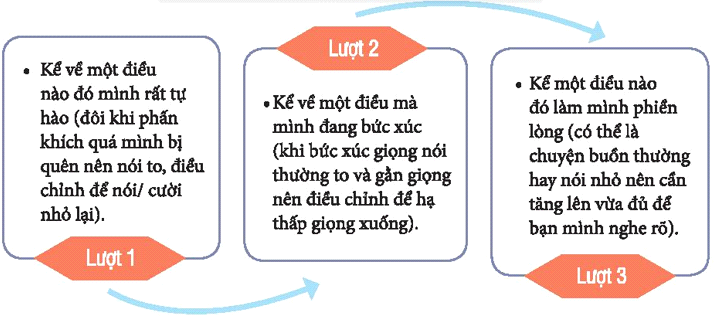 • Kể về một điều
nào đó mình rất tự
hào (đôi khi phấn
khích quá mình bị
quên nên nói to, điều
chỉnh để nói/ cười
nhỏ lại).
Lượt 1
Lượt 2
• Kể về một điều mà
mình đang bức xúc
(khi bức xúc giọng nói
thường to và gằn giọng
nên điều chỉnh để hạ
thấp giọng xuống).
• Kể một điều nào
đó làm mình phiền
lòng (có thể là
chuyện buồn thường
hay nói nhỏ nên cần
tăng lên vừa đủ để
bạn mình nghe rõ).
Lượt 3